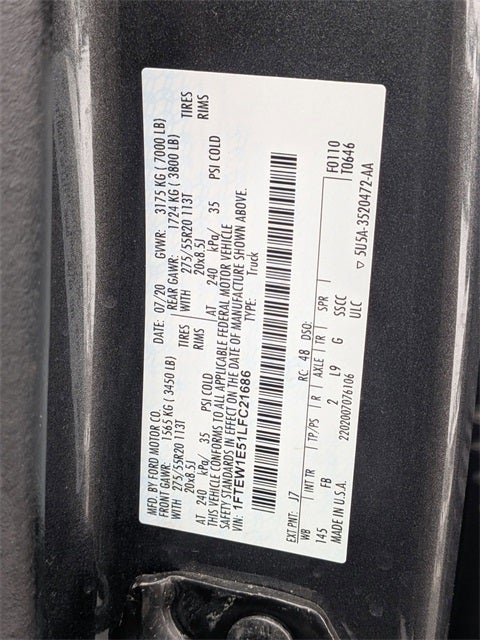 MFD. BY FORD MOTOR CO. DATE: 07/20 GVWR: 3175 KG ( 7000 LB)
FRONT GAWR: 1565 KG ( 3450 LB) REAR GAWR: 1724 KG ( 3800 LB)
WITH 275/55R20 113T TIRES WITH 275/55R20 113T TIRES
20x8.5J RIMS 20x8.5J RIMS
AT 240 kPa/ 35 PSI COLD AT 240 kPa/ 35 PSI COLD
THIS VEHICLE CONFORMS TO ALL APPLICABLE FEDERAL MOTOR VEHICLE
SAFETY STANDARDS IN EFFECT ON THE DATE OF MANUFACTURE SHOWN ABOVE.
VIN: 1FTEW1E51LFC21686 TYPE: Truck
F0110
T0646
EXT PNT: J7 RC: 48 DSO:
WB INT TR TP/PS R AXLE TR SPR
145 FB 2 L9 G SSCC
MADE IN U.S.A. 2202007076106 ULC
▽ 5U5A-3520472-AA